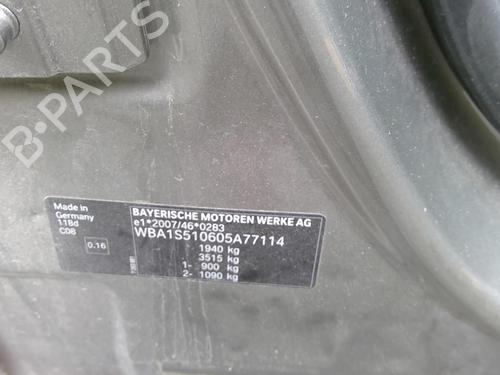 B-PARTS
Made in
Germany
118d
C08
0.16
BAYERISCHE MOTOREN WERKE AG
e1*2007/46*0283
WBA1S510605A77114
1940 kg
3515 kg
1- 900 kg
2- 1090 kg